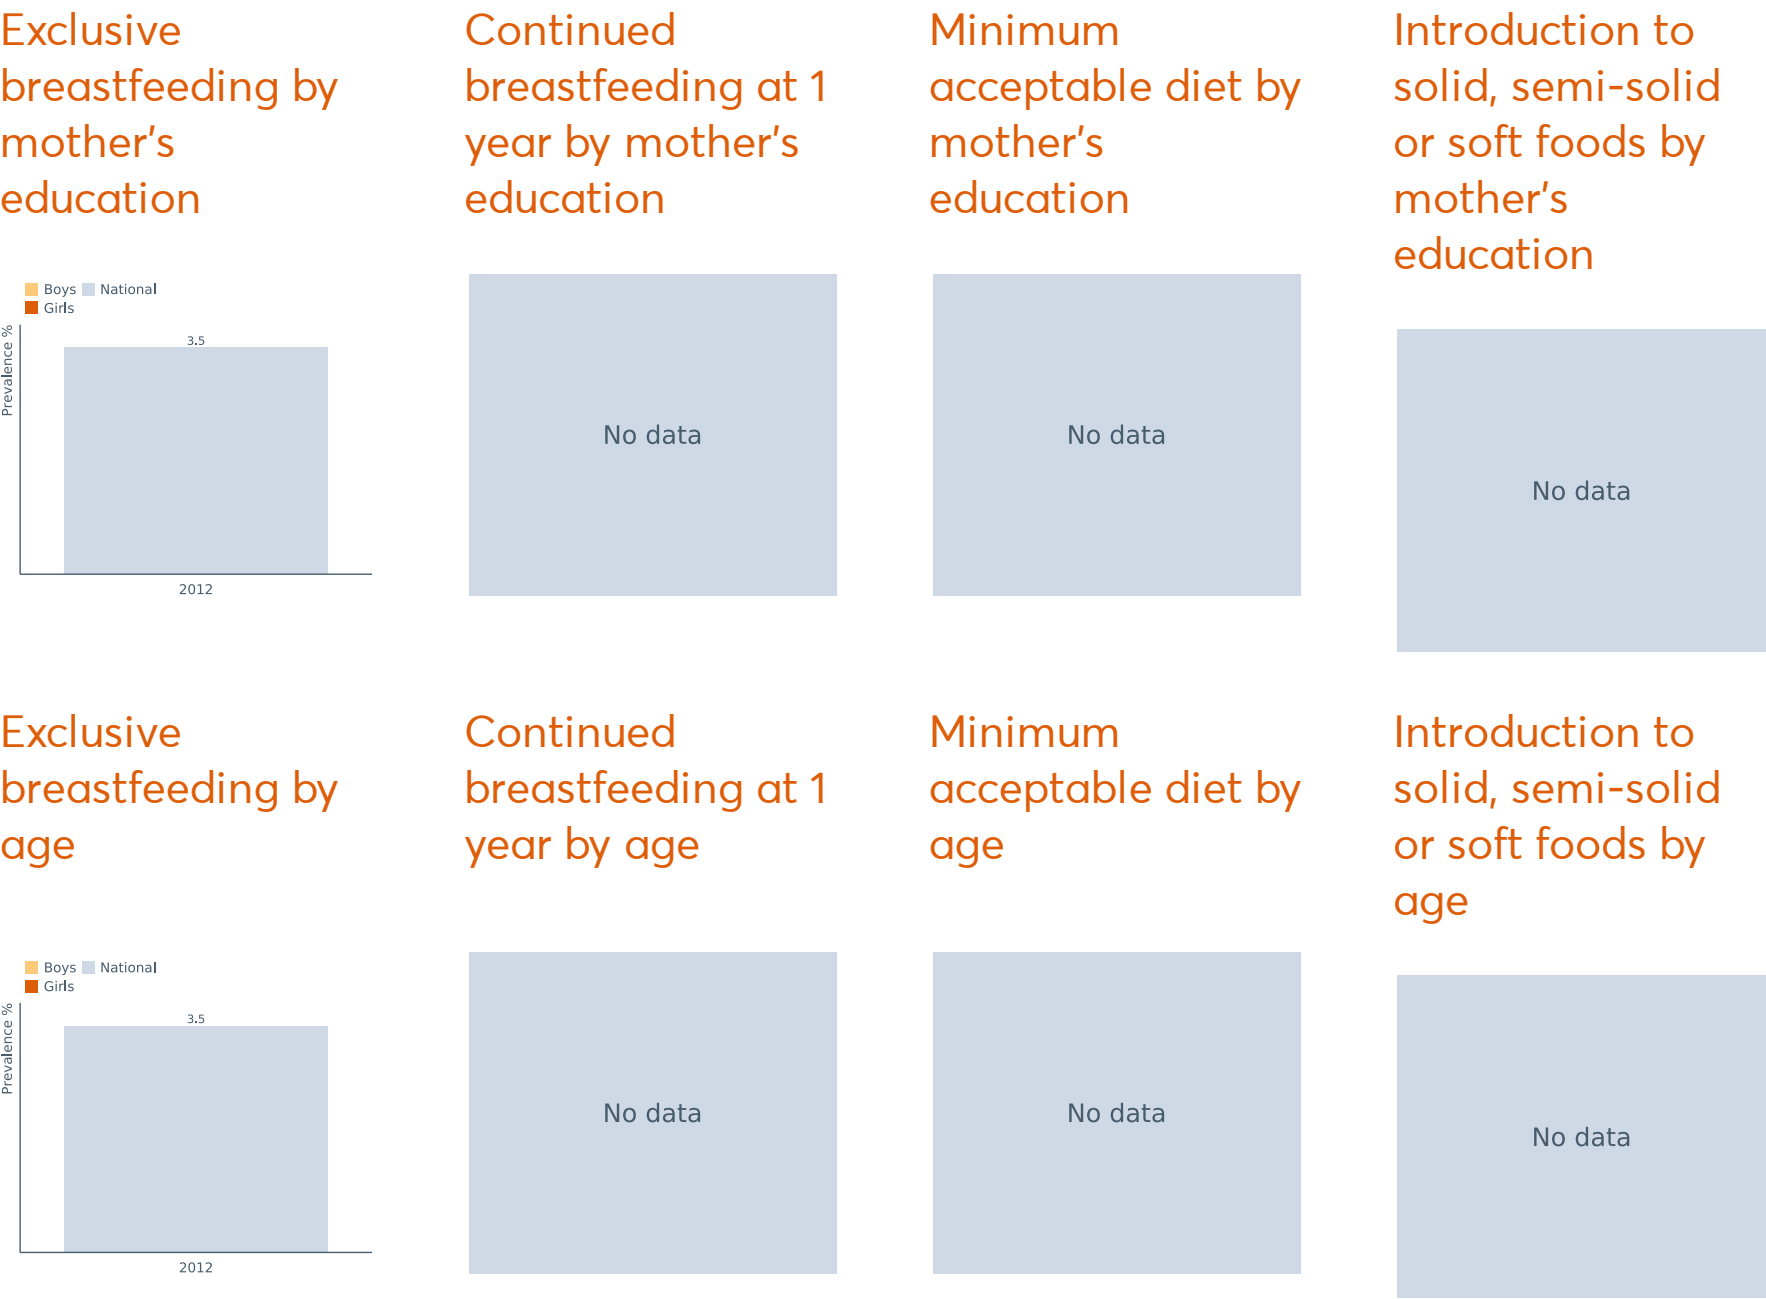 Exclusive
breastfeeding by
mother's
education
Boys National
Girls
Prevalence %
3.5
2012
Continued
breastfeeding at 1
year by mother's
education
No data
Minimum
acceptable diet by
mother's
education
No data
Introduction to
solid, semi-solid
or soft foods by
mother's
education
No data
Exclusive
breastfeeding by
age
Boys National
Girls
Prevalence %
3.5
2012
Continued
breastfeeding at 1
year by age
No data
Minimum
acceptable diet by
age
No data
Introduction to
solid, semi-solid
or soft foods by
age
No data